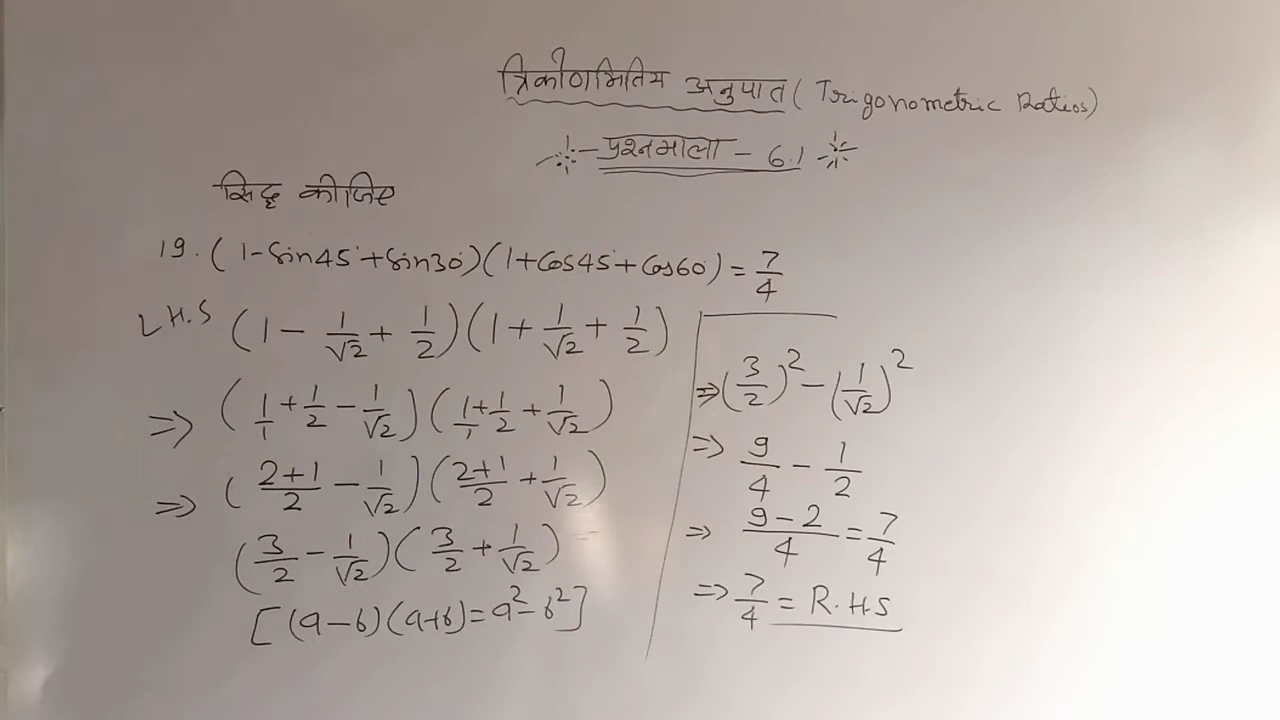 त्रिकोणमितिय अनुपात (Trigonometric Ratios)
प्रश्नमाला - 6.1
सिद्ध कीजिए
19. (1-Sin45°+Sin30°)(1+Cos45°+Cos60°) = 7/4
L.H.S (1 - 1/√2 + 1/2)(1 + 1/√2 + 1/2)
⇒ (1/1 + 1/2 - 1/√2)(1/1 + 1/2 + 1/√2)
⇒ (2+1/2 - 1/√2)(2+1/2 + 1/√2)
(3/2 - 1/√2)(3/2 + 1/√2)
[(a-b)(a+b) = a²-b²]
⇒ (3/2)² - (1/√2)²
⇒ 9/4 - 1/2
⇒ 9-2/4 = 7/4
⇒ 7/4 = R.H.S